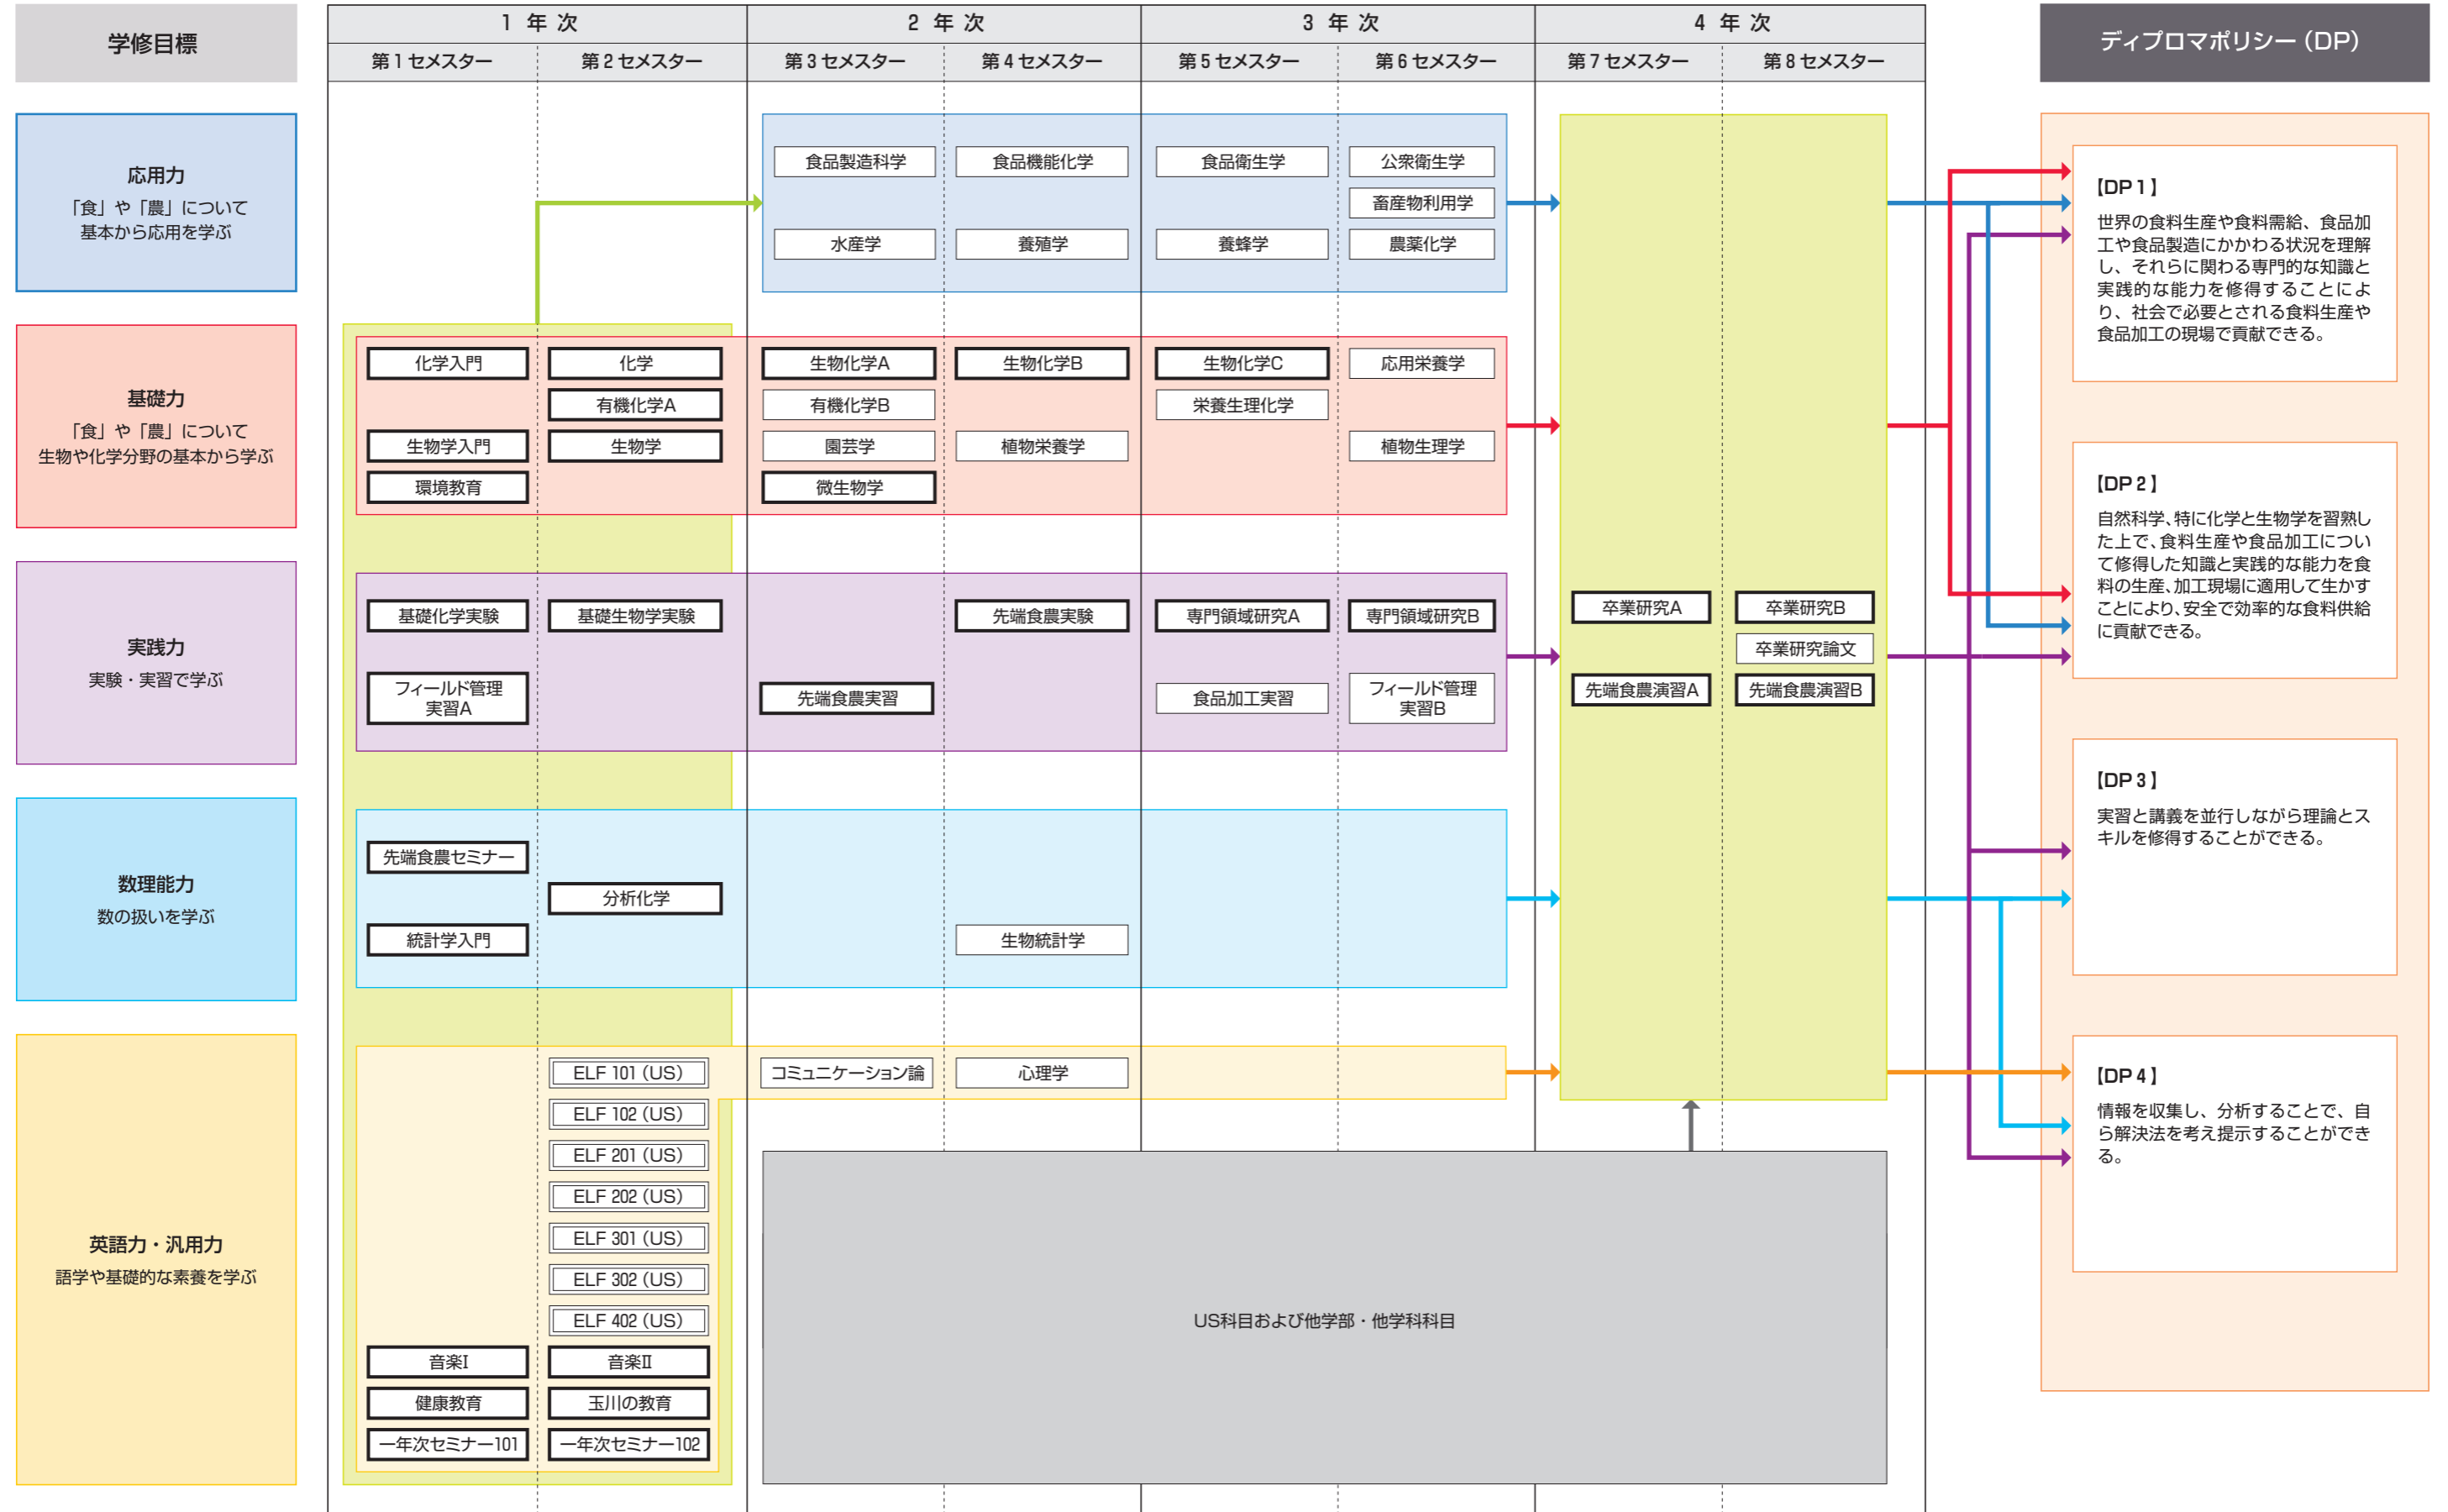 学修目標
1 年 次
2 年 次
3 年 次
4 年 次
第1セメスター
第2セメスター
第3セメスター
第4セメスター
第5セメスター
第6セメスター
第7セメスター
第8セメスター
ディプロマポリシー（DP）
応用力
「食」や「農」について
基本から応用を学ぶ
食品製造科学
食品機能化学
食品衛生学
公衆衛生学
畜産物利用学
水産学
養殖学
養蜂学
農薬化学
基礎力
「食」や「農」について
生物や化学分野の基本から学ぶ
化学入門
化学
生物化学A
生物化学B
生物化学C
応用栄養学
有機化学A
有機化学B
栄養生理化学
生物学入門
生物学
園芸学
植物栄養学
植物生理学
環境教育
微生物学
実践力
実験・実習で学ぶ
基礎化学実験
基礎生物学実験
先端食農実験
専門領域研究A
専門領域研究B
卒業研究A
卒業研究B
卒業研究論文
フィールド管理
実習A
先端食農実習
食品加工実習
フィールド管理
実習B
先端食農演習A
先端食農演習B
数理能力
数の扱いを学ぶ
先端食農セミナー
分析化学
統計学入門
生物統計学
英語力・汎用力
語学や基礎的な素養を学ぶ
ELF 101（US）
コミュニケーション論
心理学
ELF 102（US）
ELF 201（US）
ELF 202（US）
ELF 301（US）
ELF 302（US）
ELF 402（US）
音楽Ⅰ
音楽Ⅱ
健康教育
玉川の教育
一年次セミナー101
一年次セミナー102
US科目および他学部・他学科科目
【DP 1】
世界の食料生産や食料需給、食品加
工や食品製造にかかわる状況を理解
し、それらに関わる専門的な知識と
実践的な能力を修得することによ
り、社会で必要とされる食料生産や
食品加工の現場で貢献できる。
【DP 2】
自然科学、特に化学と生物学を習熟し
た上で、食料生産や食品加工につい
て修得した知識と実践的な能力を食
料の生産、加工現場に適用して生かす
ことにより、安全で効率的な食料供給
に貢献できる。
【DP 3】
実習と講義を並行しながら理論とス
キルを修得することができる。
【DP 4】
情報を収集し、分析することで、自
ら解決法を考え提示することができ
る。